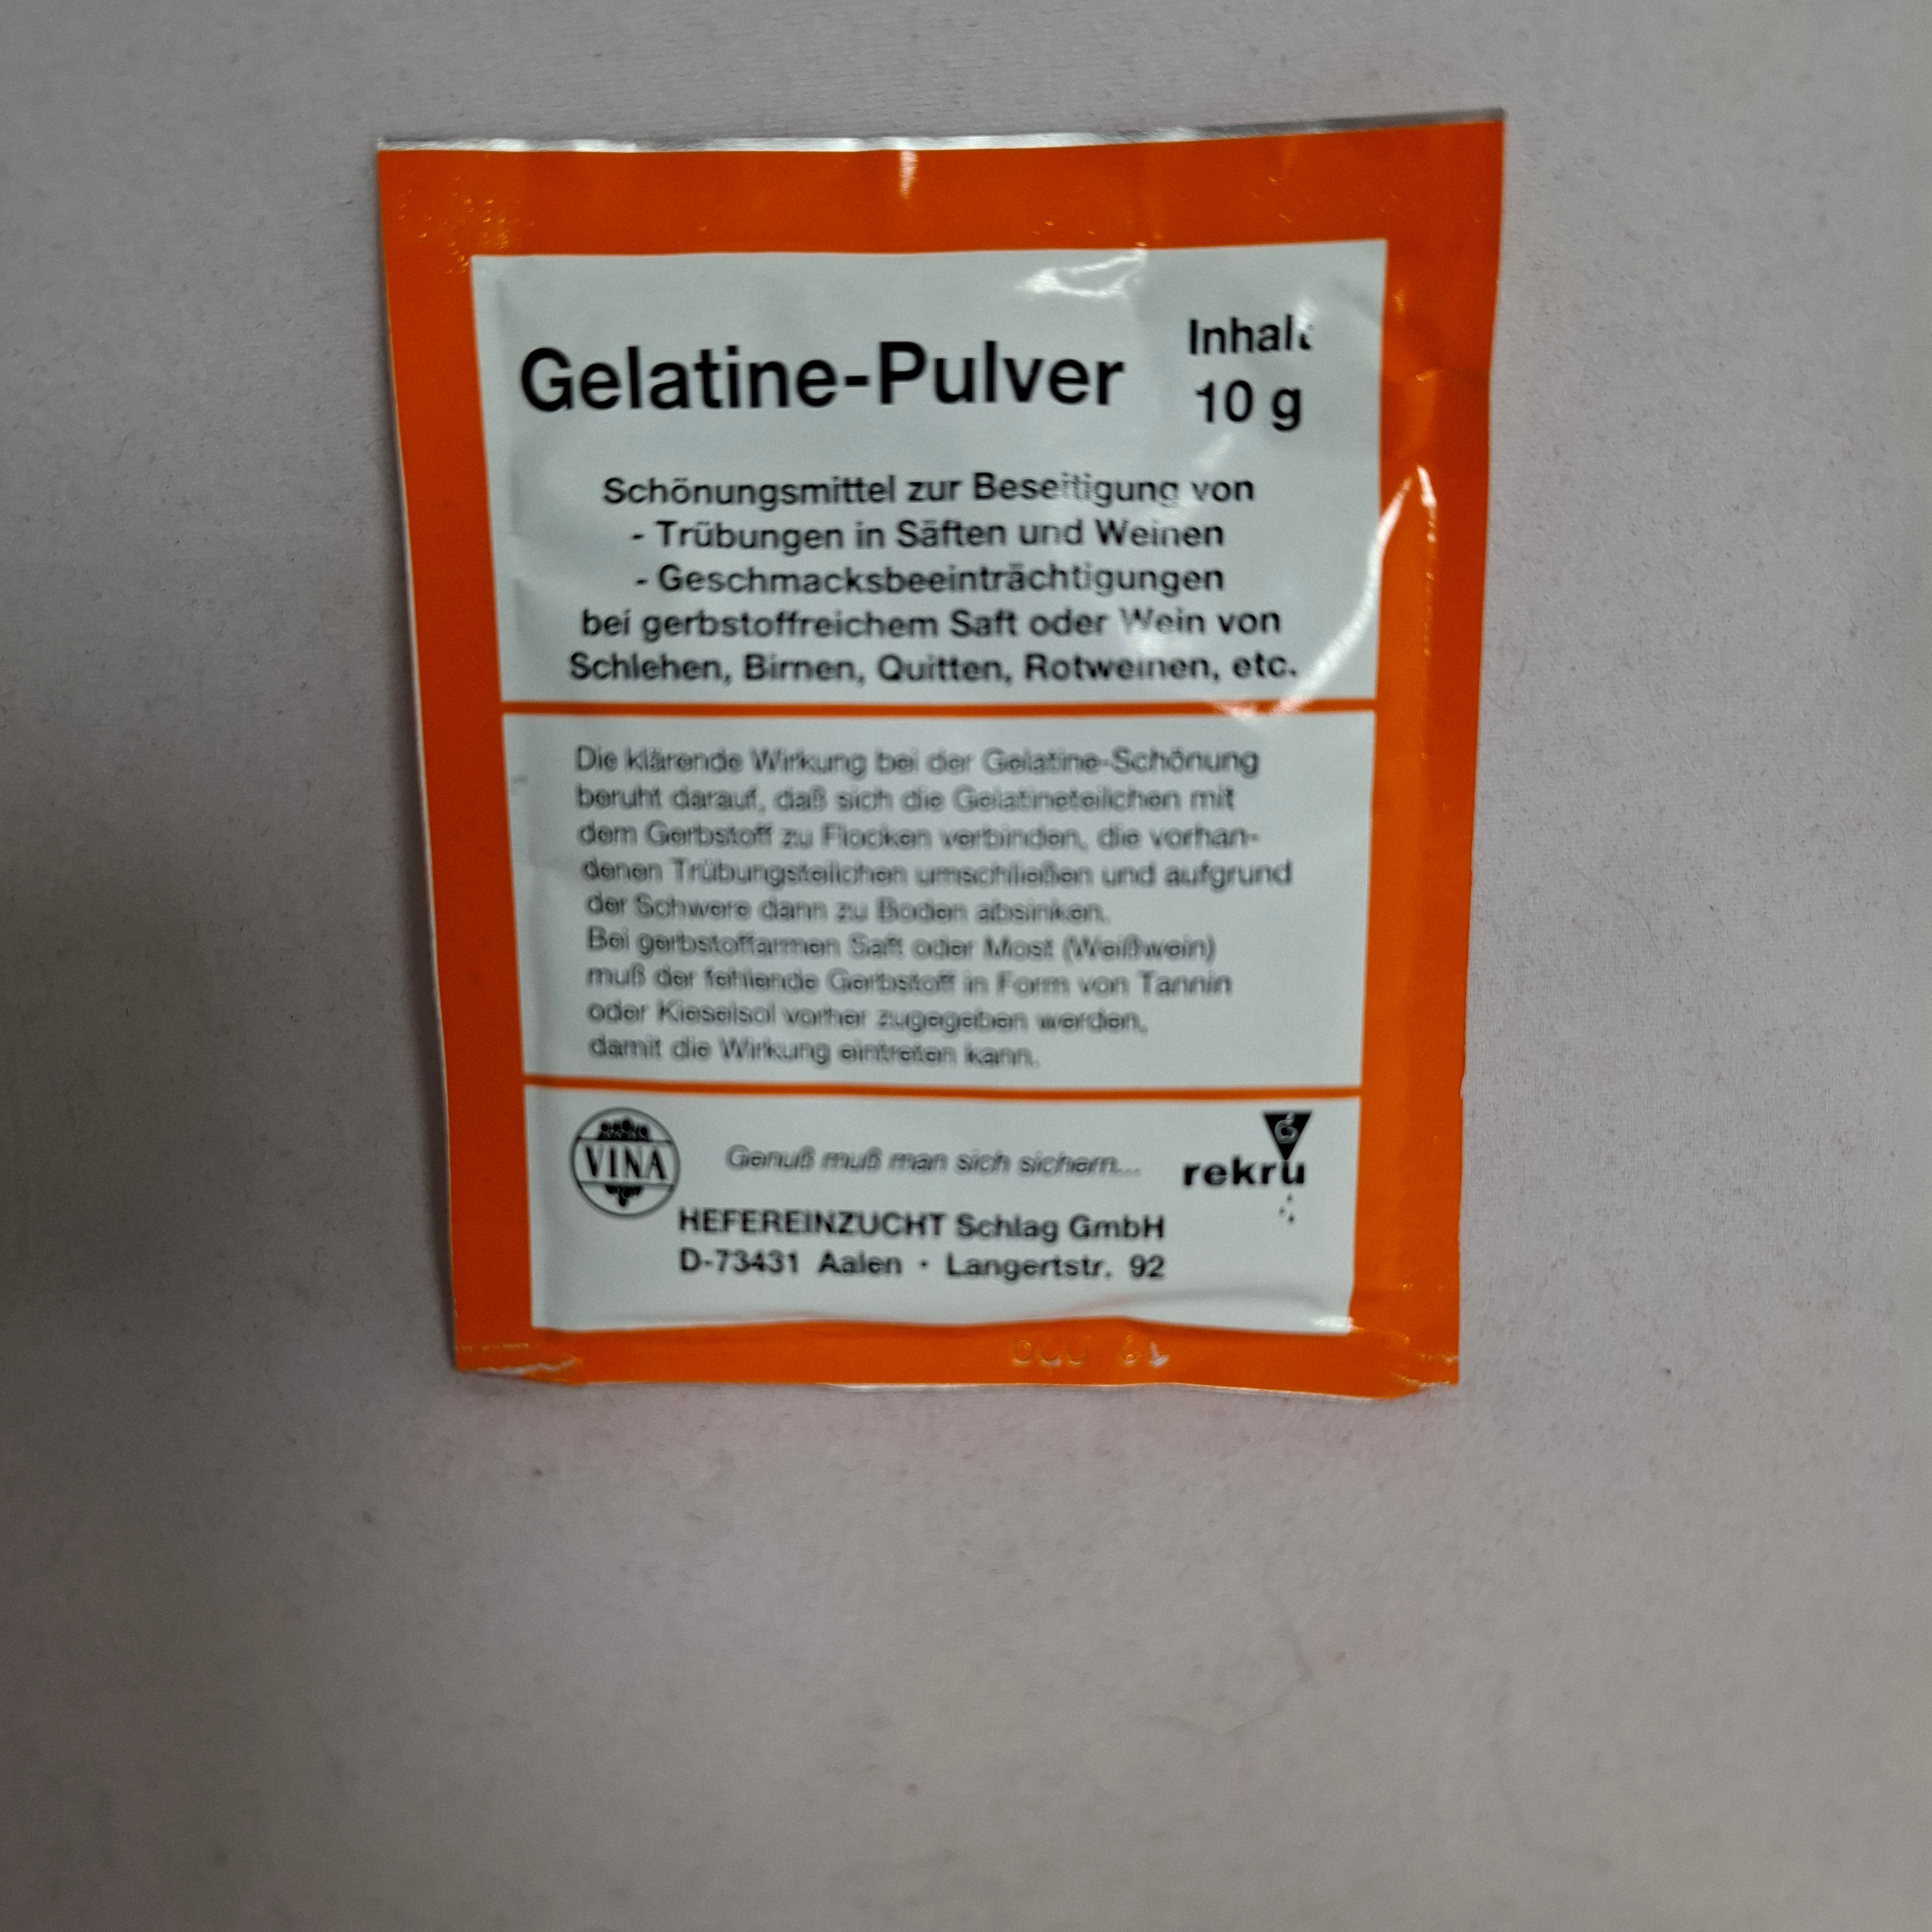 Gelatine-Pulver
Inhalt
10 g
Schönungsmittel zur Beseitigung von
- Trübungen in Säften und Weinen
- Geschmacksbeeinträchtigungen
bei gerbstoffreichem Saft oder Wein von
Schlehen, Birnen, Quitten, Rotweinen, etc.
Die klärende Wirkung bei der Gelatine-Schönung
beruht darauf, daß sich die Gelatineteilchen mit
dem Gerbstoff zu Flocken verbinden, die vorhan-
denen Trübungsteilchen umschließen und aufgrund
der Schwere dann zu Boden absinken.
Bei gerbstoffarmen Saft oder Most (Weißwein)
muß der fehlende Gerbstoff in Form von Tannin
oder Kieselsol vorher zugegeben werden,
damit die Wirkung eintreten kann.
VINA
Genuß muß man sich sichern...
rekru
HEFEREINZUCHT Schlag GmbH
D-73431 Aalen · Langertstr. 92